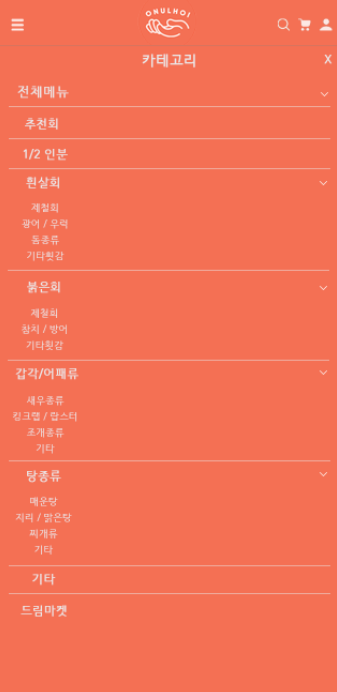 ONULHOI
카테고리
X
전체메뉴
추천회
1/2 인분
흰살회
제철회
광어 / 우럭
돔종류
기타횟감
붉은회
제철회
참치 / 방어
기타횟감
갑각/어패류
새우종류
킹크랩 / 랍스터
조개종류
기타
탕종류
매운탕
지리 / 맑은탕
찌개류
기타
기타
드림마켓